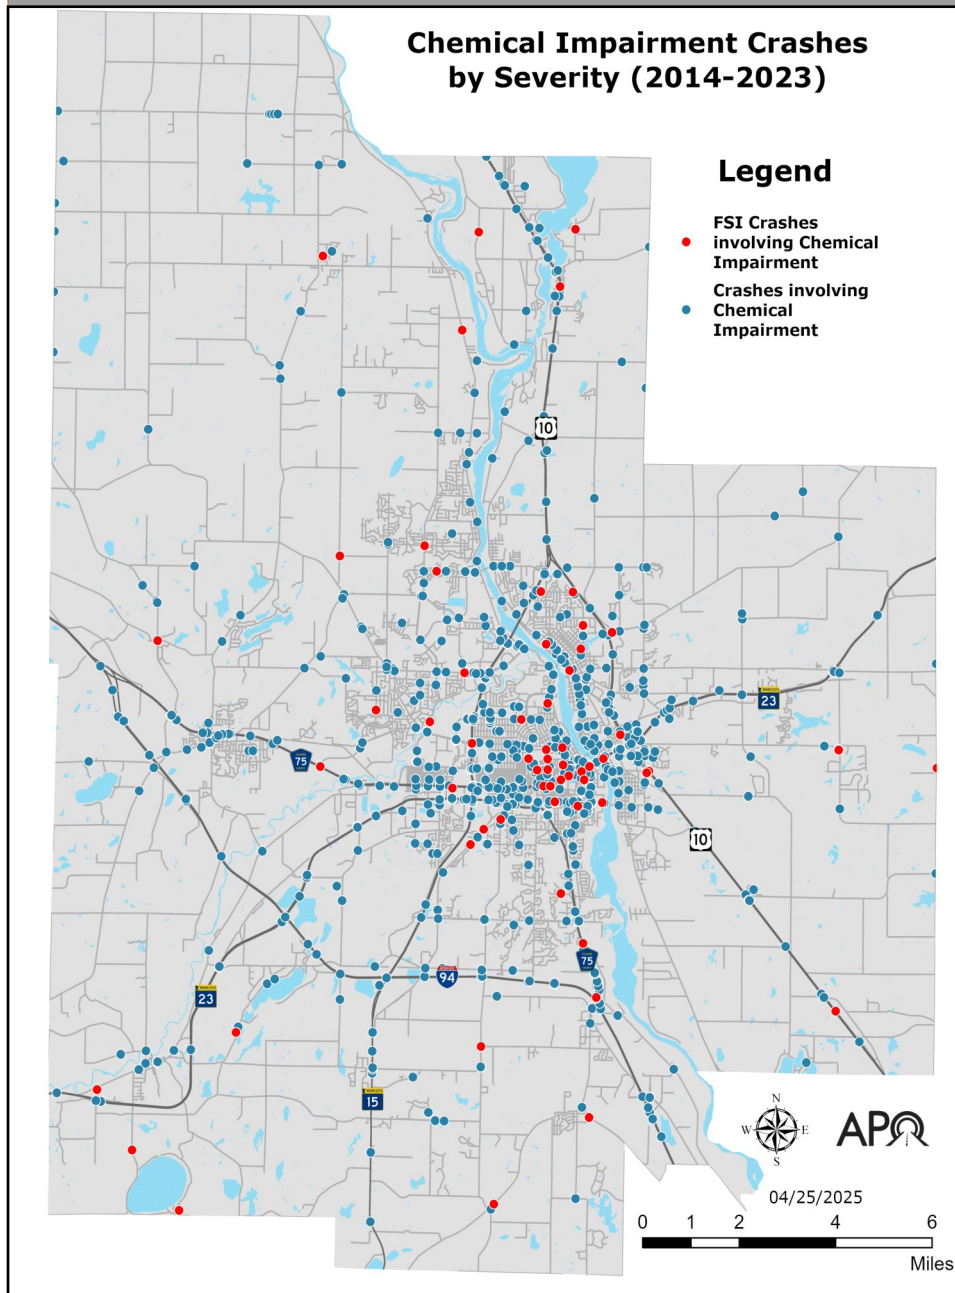 Chemical Impairment Crashes
by Severity (2014-2023)
Legend
FSI Crashes
involving Chemical
Impairment
Crashes involving
Chemical
Impairment
10
23
75
10
75
94
23
15
N
W
E
S
APO
04/25/2025
0 1 2 4 6
Miles